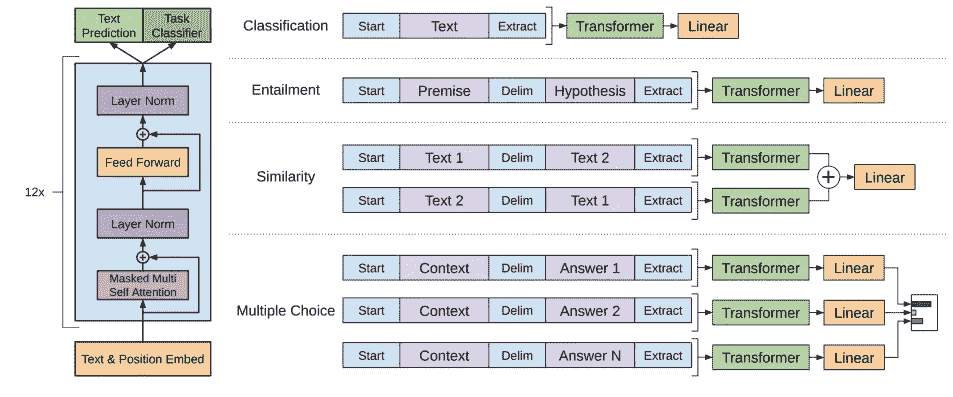 Text
Prediction
Task
Classifier
Layer Norm
Feed Forward
12x
Layer Norm
Masked Multi
Self Attention
Text & Position Embed
Classification
Start Text Extract Transformer Linear
Entailment
Start Premise Delim Hypothesis Extract Transformer Linear
Similarity
Start Text 1 Delim Text 2 Extract Transformer
Linear
Start Text 2 Delim Text 1 Extract Transformer
Multiple Choice
Start Context Delim Answer 1 Extract Transformer Linear
Start Context Delim Answer 2 Extract Transformer Linear
Start Context Delim Answer N Extract Transformer Linear